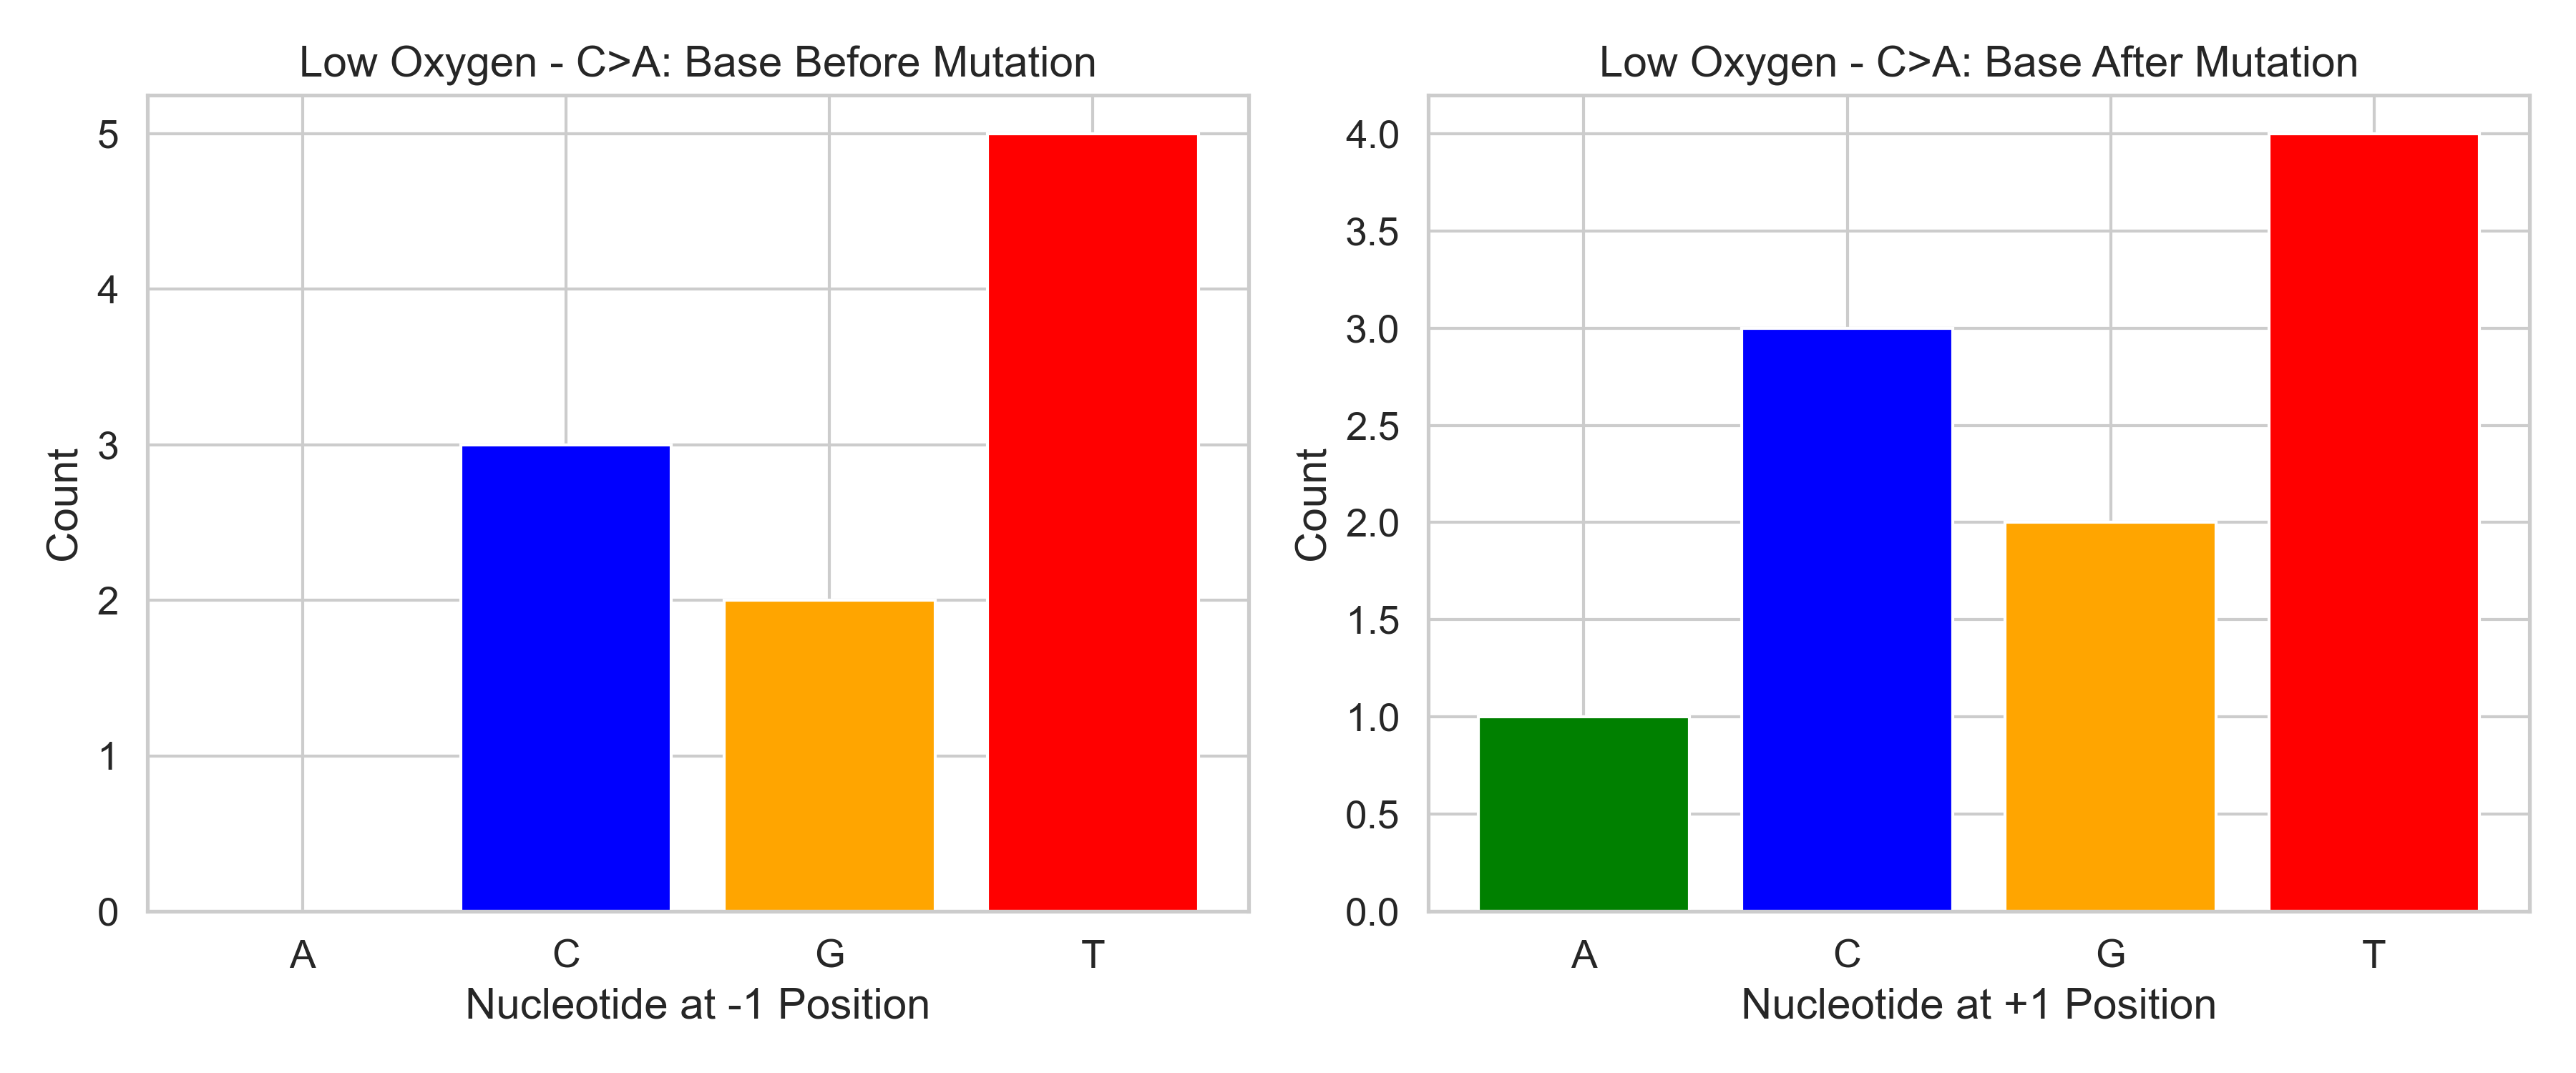 Low Oxygen - C>A: Base Before Mutation
5
4
3
2
1
0
Count
A C G T
Nucleotide at -1 Position
Low Oxygen - C>A: Base After Mutation
4.0
3.5
3.0
2.5
2.0
1.5
1.0
0.5
0.0
Count
A C G T
Nucleotide at +1 Position